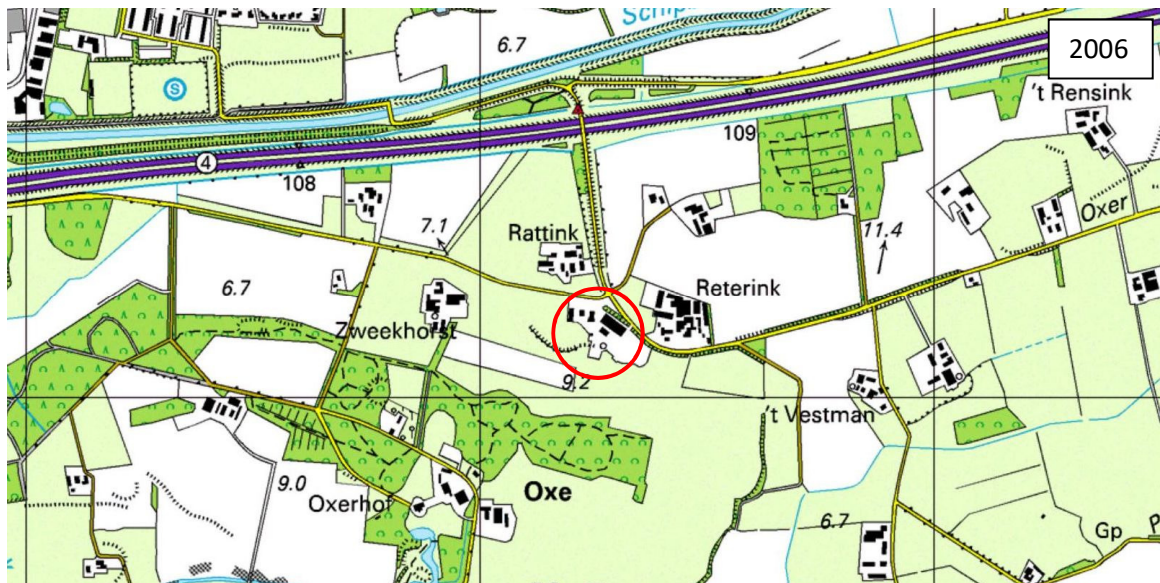 Schip
6.7
2006
S
't Rensink
109
4
108
7.1
Rattink
11.4
Oxer
6.7
Reterink
Zweekhorst
9.2
't Vestman
9.0
Oxe
Oxerhof
6.7
Gp
P